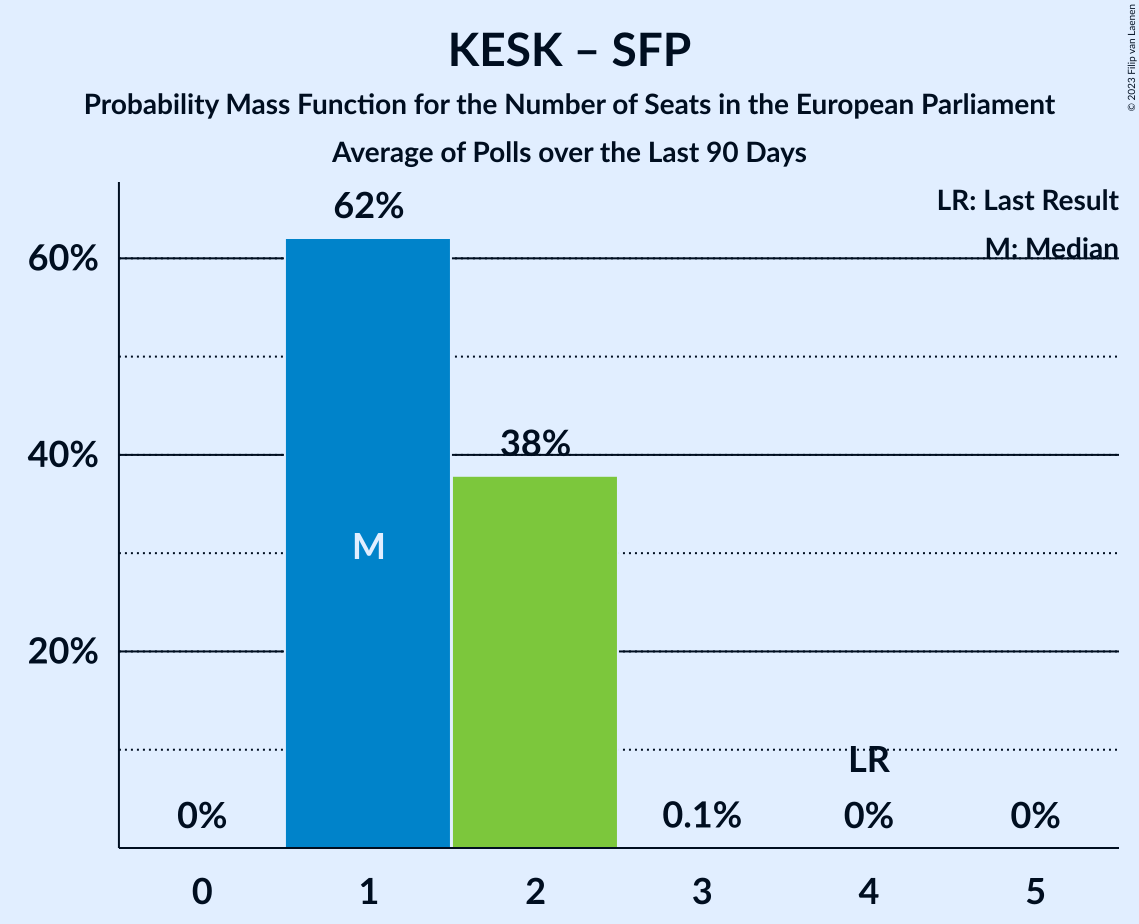 KESK – SFP
Probability Mass Function for the Number of Seats in the European Parliament
Average of Polls over the Last 90 Days
© 2023 Filip van Laenen
LR: Last Result
M: Median
62%
60%
38%
40%
M
20%
LR
0%
0.1%
0%
0%
0
1
2
3
4
5